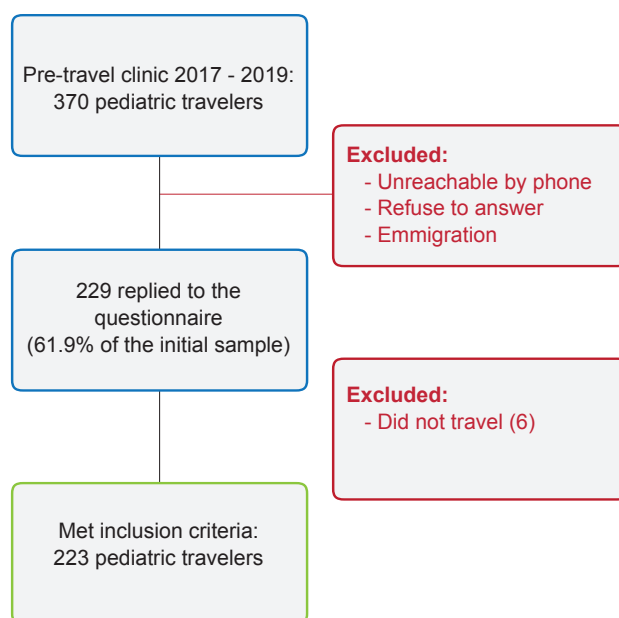 Pre-travel clinic 2017 - 2019:
370 pediatric travelers
Excluded:
- Unreachable by phone
- Refuse to answer
- Emmigration
229 replied to the
questionnaire
(61.9% of the initial sample)
Excluded:
- Did not travel (6)
Met inclusion criteria:
223 pediatric travelers